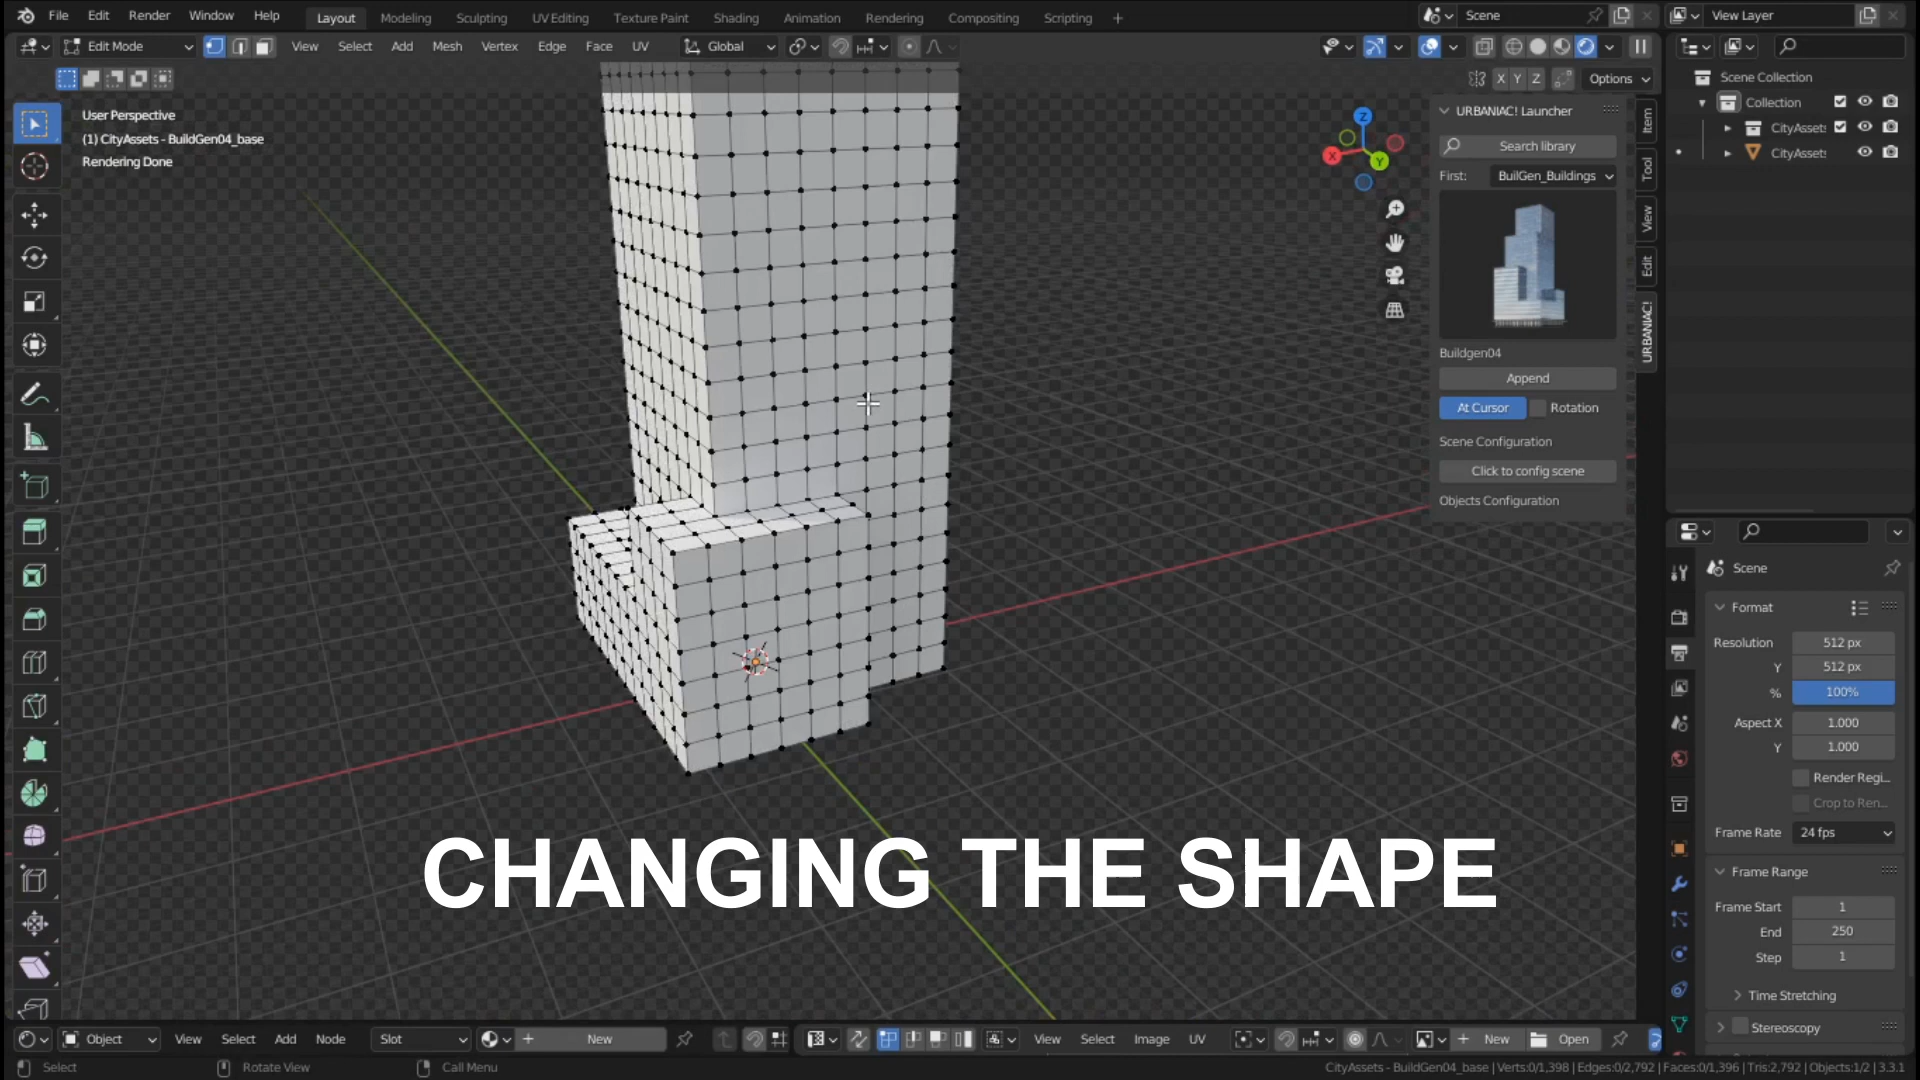 File Edit Render Window Help Layout Modeling Sculpting UV Editing Texture Paint Shading Animation Rendering Compositing Scripting + Scene View Layer
Edit Mode View Select Add Mesh Vertex Edge Face UV Global
X Y Z Options
User Perspective
(1) CityAssets - BuildGen04_base
Rendering Done
Z
X
Y
URBANIAC! Launcher
Search library
First: BuilGen_Buildings
Buildgen04
Append
At Cursor Rotation
Scene Configuration
Click to config scene
Objects Configuration
Item
Tool
View
Edit
URBANIAC!
Scene Collection
Collection
CityAssets
CityAssets
Scene
Format
Resolution 512 px
Y 512 px
% 100%
Aspect X 1.000
Y 1.000
Render Regi...
Crop to Ren...
Frame Rate 24 fps
Frame Range
Frame Start 1
End 250
Step 1
Time Stretching
Stereoscopy
CHANGING THE SHAPE
Object View Select Add Node Slot + New View Select Image UV + New Open
Select Rotate View Call Menu CityAssets - BuildGen04_base | Verts:0/1,398 | Edges:0/2,792 | Faces:0/1,396 | Tris:2,792 | Objects:1/2 | 3.3.1